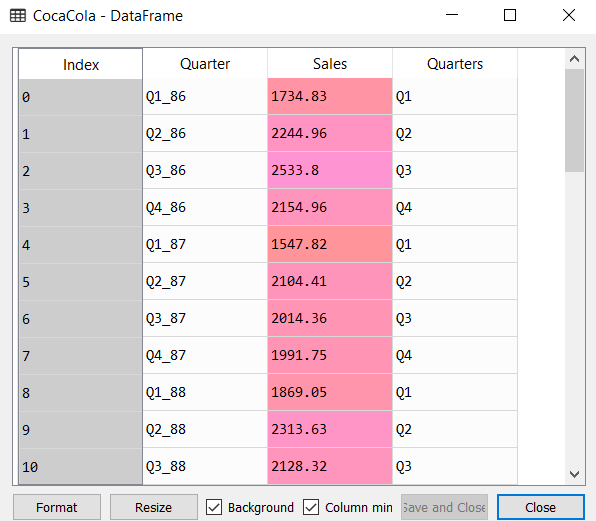 CocaCola - DataFrame
Index Quarter Sales Quarters
0 Q1_86 1734.83 Q1
1 Q2_86 2244.96 Q2
2 Q3_86 2533.8 Q3
3 Q4_86 2154.96 Q4
4 Q1_87 1547.82 Q1
5 Q2_87 2104.41 Q2
6 Q3_87 2014.36 Q3
7 Q4_87 1991.75 Q4
8 Q1_88 1869.05 Q1
9 Q2_88 2313.63 Q2
10 Q3_88 2128.32 Q3
Format Resize Background Column min Save and Close Close